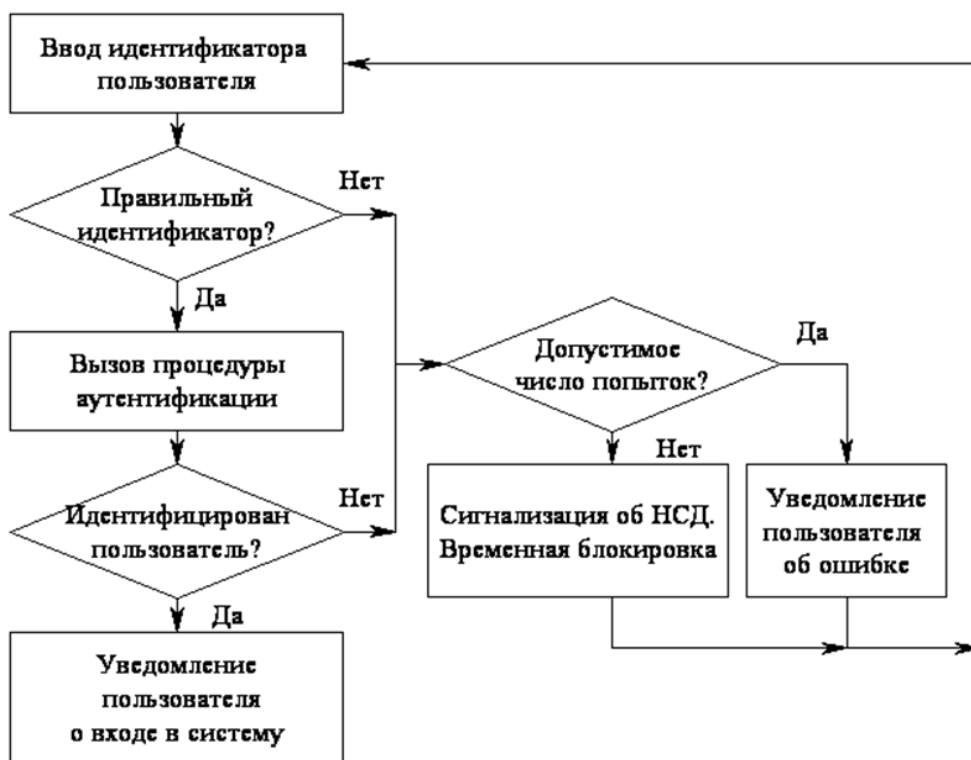 Ввод идентификатора
пользователя
Правильный
идентификатор?
Нет
Да
Вызов процедуры
аутентификации
Идентифицирован
пользователь?
Нет
Да
Уведомление
пользователя
о входе в систему
Допустимое
число попыток?
Да
Нет
Сигнализация об НСД.
Временная блокировка
Уведомление
пользователя
об ошибке